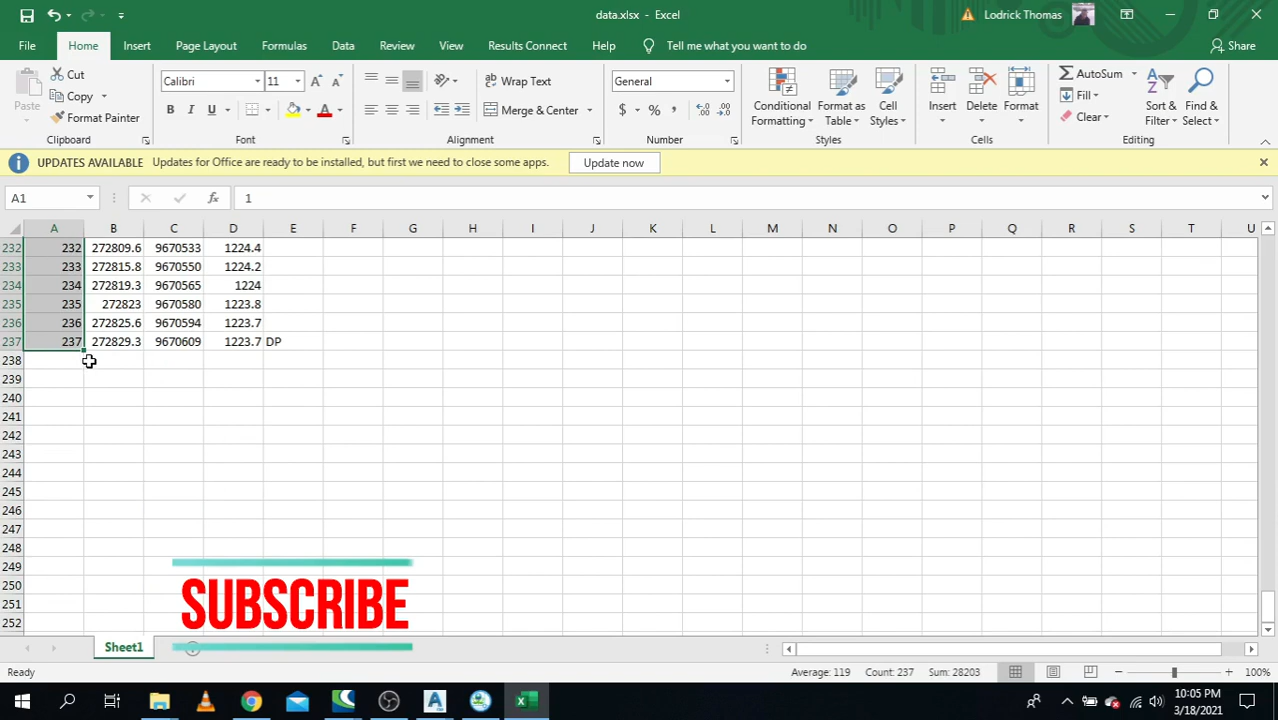 data.xlsx - Excel
Lodrick Thomas
File Home Insert Page Layout Formulas Data Review View Results Connect Help Tell me what you want to do Share
Paste
Cut
Copy
Format Painter
Clipboard
Calibri 11
B I U
Font
Wrap Text
Merge & Center
Alignment
General
$ % ,
Number
Conditional Formatting
Format as Table
Cell Styles
Styles
Insert Delete Format
Cells
AutoSum
Fill
Clear
Sort & Filter
Find & Select
Editing
UPDATES AVAILABLE Updates for Office are ready to be installed, but first we need to close some apps. Update now
A1 fx 1
A B C D E F G H I J K L M N O P Q R S T U
232 232 272809.6 9670533 1224.4
233 233 272815.8 9670550 1224.2
234 234 272819.3 9670565 1224
235 235 272823 9670580 1223.8
236 236 272825.6 9670594 1223.7
237 237 272829.3 9670609 1223.7 DP
238
239
240
241
242
243
244
245
246
247
248
249
250
251
252
SUBSCRIBE
Sheet1
Ready Average: 119 Count: 237 Sum: 28203 100%
10:05 PM
3/18/2021